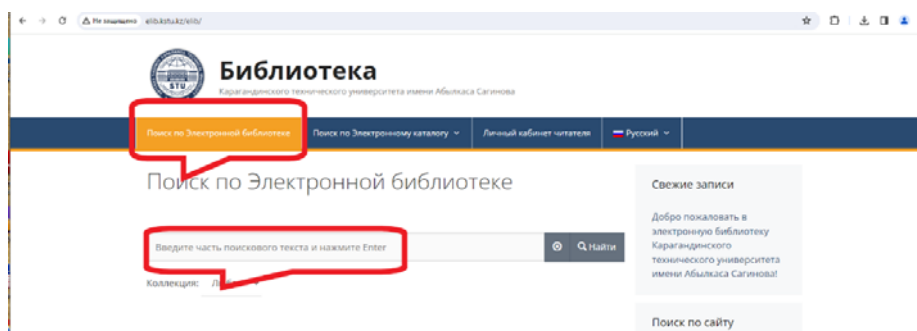 Не защищено elib.kstu.kz/elib/
STU
Библиотека
Карагандинского технического университета имени Абылкаса Сагинова
Поиск по Электронной библиотеке Поиск по Электронному каталогу Личный кабинет читателя Русский
Поиск по Электронной библиотеке
Введите часть поискового текста и нажмите Enter Найти
Коллекция:
Свежие записи
Добро пожаловать в
электронную библиотеку
Карагандинского
технического университета
имени Абылкаса Сагинова!
Поиск по сайту